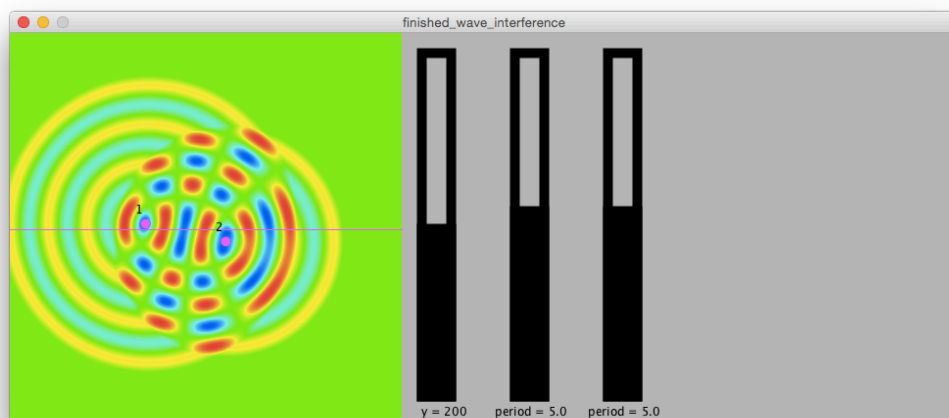 finished_wave_interference
1
2
y = 200 period = 5.0 period = 5.0